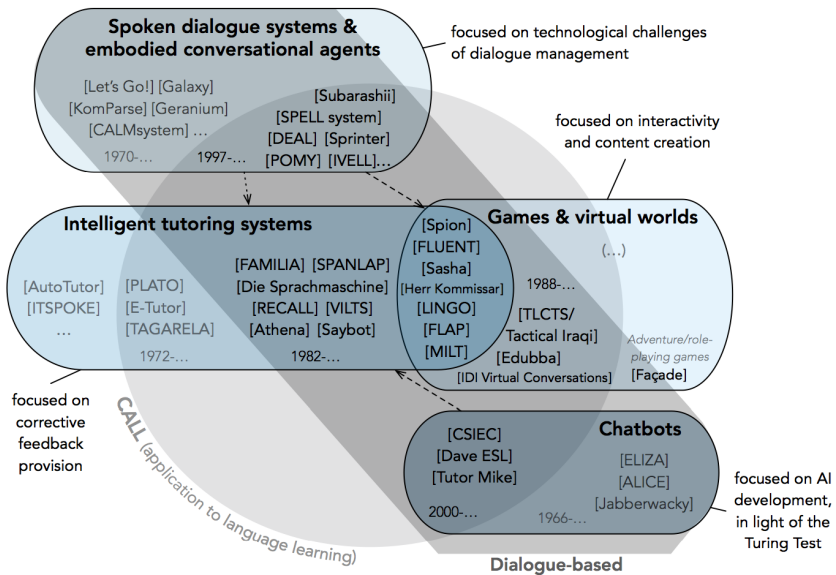 Spoken dialogue systems &
embodied conversational agents
[Let's Go!] [Galaxy]
[KomParse] [Geranium]
[CALMsystem] ...
1970-...
1997-...
[Subarashii]
[SPELL system]
[DEAL] [Sprinter]
[POMY] [IVELL]...
focused on technological challenges
of dialogue management
focused on interactivity
and content creation
Intelligent tutoring systems
[AutoTutor]
[ITSPOKE]
...
[PLATO]
[E-Tutor]
[TAGARELA]
1972-...
[FAMILIA] [SPANLAP]
[Die Sprachmaschine]
[RECALL] [VILTS]
[Athena] [Saybot]
1982-...
[Spion]
[FLUENT]
[Sasha]
[Herr Kommissar]
[LINGO]
[FLAP]
[MILT]
Games & virtual worlds
(...)
1988-...
[TLCTS/
Tactical Iraqi]
[Edubba]
[IDI Virtual Conversations]
Adventure/role-
playing games
[Façade]
focused on
corrective
feedback
provision
CALL (application to language learning)
Chatbots
[CSIEC]
[Dave ESL]
[Tutor Mike]
2000-...
[ELIZA]
[ALICE]
[Jabberwacky]
1966-...
focused on AI
development,
in light of the
Turing Test
Dialogue-based